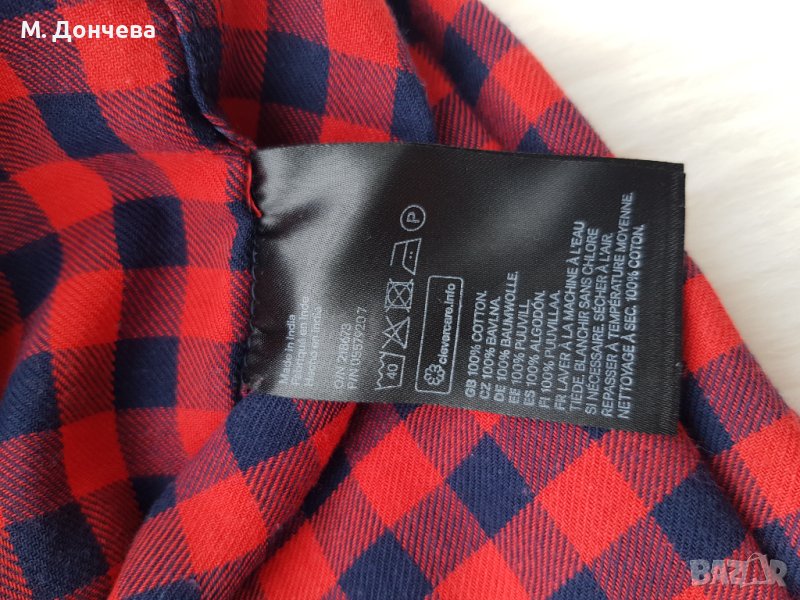 М. Дончева
Made in India
Fabriqué en Inde
Hecho en India
O/N 210623
P/N
40
P
clevercare.info
GB 100% COTTON.
CZ 100% BAVLNA.
DE 100% BAUMWOLLE.
EE 100% PUUVILL
ES 100% ALGODÓN.
FI 100% PUUVILLAA.
FR LAVER À LA MACHINE À L'EAU
TIÈDE, BLANCHIR SANS CHLORE
SI NÉCESSAIRE, SÉCHER À L'AIR.
REPASSER À TEMPÉRATURE MOYENNE.
NETTOYAGE À SEC. 100% COTON.
BAZAR